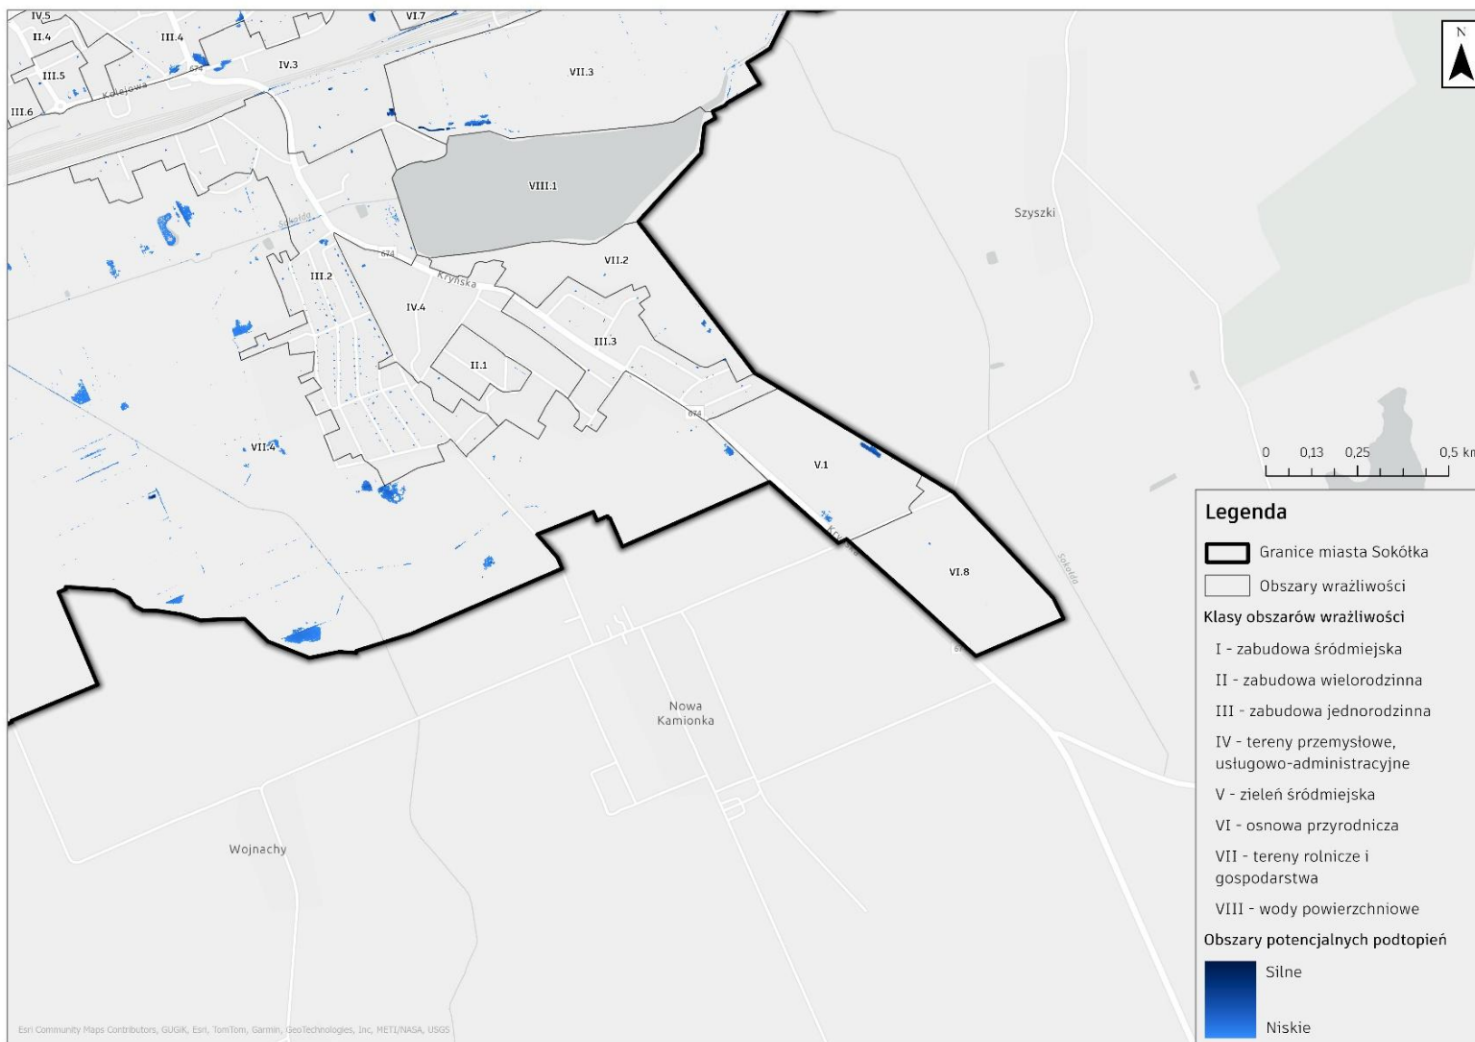 IV.5
II.4
III.4
VI.7
N
III.5
674
IV.3
VII.3
Kolejowa
III.6
VIII.1
Szyszki
Sokołda
674
VII.2
III.2
Kryńska
IV.4
III.3
II.1
674
VII.4
V.1
0 0,13 0,25 0,5 km
VI.8
Sokołda
Nowa
Kamionka
Wojnachy
Legenda
Granice miasta Sokółka
Obszary wrażliwości
Klasy obszarów wrażliwości
I - zabudowa śródmiejska
II - zabudowa wielorodzinna
III - zabudowa jednorodzinna
IV - tereny przemysłowe,
usługowo-administracyjne
V - zieleń śródmiejska
VI - osnowa przyrodnicza
VII - tereny rolnicze i
gospodarstwa
VIII - wody powierzchniowe
Obszary potencjalnych podtopień
Silne
Niskie
Esri Community Maps Contributors, GUGiK, Esri, TomTom, Garmin, GeoTechnologies, Inc, METI/NASA, USGS